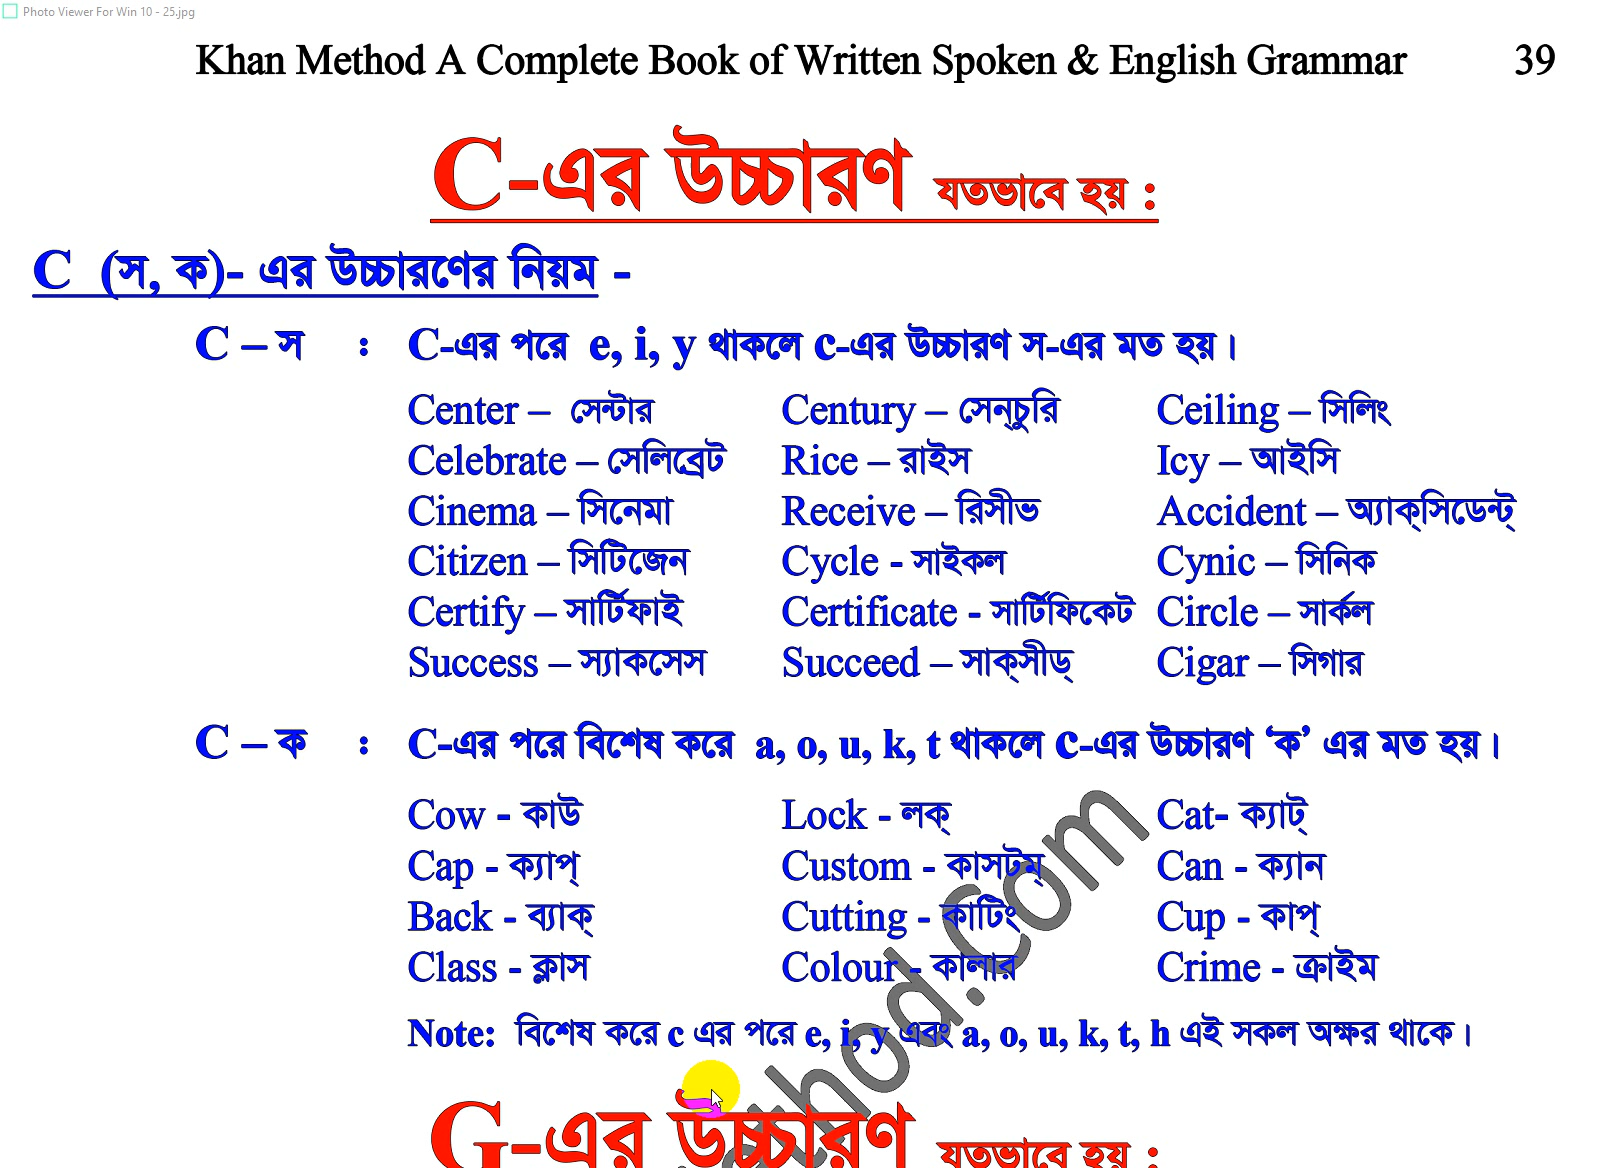 Photo Viewer For Win 10 - 25.jpg
Khan Method A Complete Book of Written Spoken & English Grammar 39
C-এর উচ্চারণ যতভাবে হয় :
C (স, ক)- এর উচ্চারণের নিয়ম -
C – স : C-এর পরে e, i, y থাকলে c-এর উচ্চারণ স-এর মত হয়।
Center – সেন্টার Century – সেন্চুরি Ceiling – সিলিং
Celebrate – সেলিব্রেট Rice – রাইস Icy – আইসি
Cinema – সিনেমা Receive – রিসীভ Accident – অ্যাক্‌সিডেন্ট্
Citizen – সিটিজেন Cycle - সাইকল Cynic – সিনিক
Certify – সার্টিফাই Certificate - সার্টিফিকেট Circle – সার্কল
Success – স্যাকসেস Succeed – সাক্‌সীড্ Cigar – সিগার
C – ক : C-এর পরে বিশেষ করে a, o, u, k, t থাকলে c-এর উচ্চারণ ‘ক’ এর মত হয়।
Cow - কাউ Lock - লক্ Cat- ক্যাট্
Cap - ক্যাপ্ Custom - কাসটম্ Can - ক্যান
Back - ব্যাক্ Cutting - কাটিং Cup - কাপ্
Class - ক্লাস Colour - কালার Crime - ক্রাইম
Note: বিশেষ করে c এর পরে e, i, y এবং a, o, u, k, t, h এই সকল অক্ষর থাকে।
thod.Com
G-এর উচ্চারণ যতভাবে হয় :